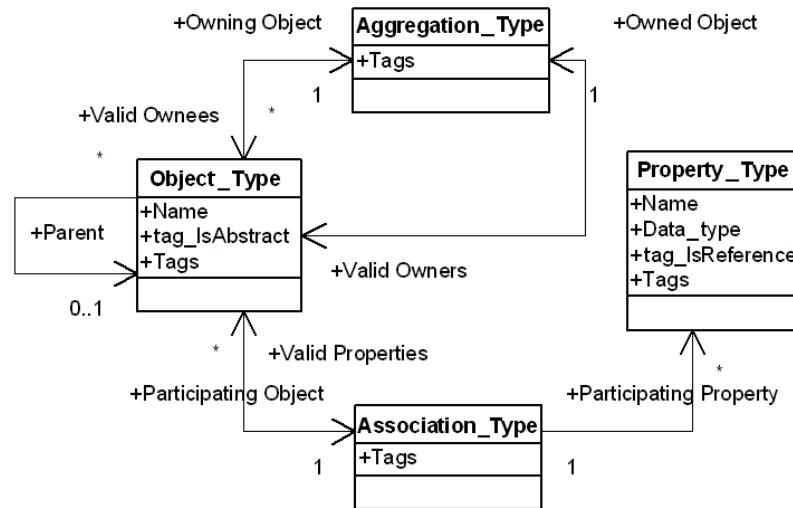 +Owning Object
Aggregation_Type
+Owned Object
+Tags
1
1
+Valid Ownees
*
*
Object_Type
+Name
+tag_IsAbstract
+Tags
+Parent
0..1
+Valid Owners
Property_Type
+Name
+Data_type
+tag_IsReference
+Tags
*
+Valid Properties
*
+Participating Object
+Participating Property
Association_Type
+Tags
1
1